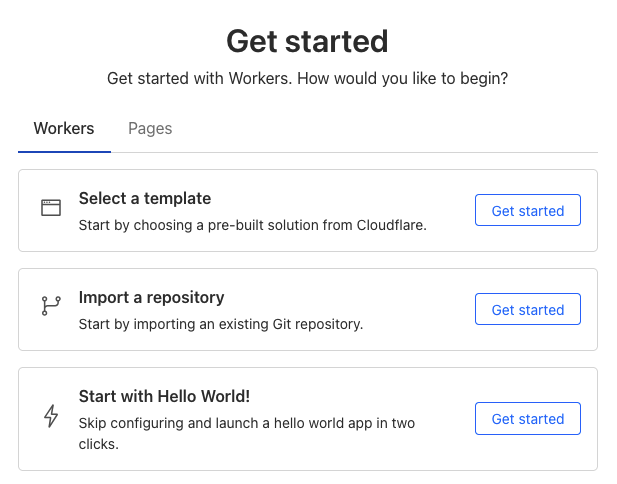 Get started
Get started with Workers. How would you like to begin?
Workers Pages
Select a template
Start by choosing a pre-built solution from Cloudflare.
Get started
Import a repository
Start by importing an existing Git repository.
Get started
Start with Hello World!
Skip configuring and launch a hello world app in two
clicks.
Get started